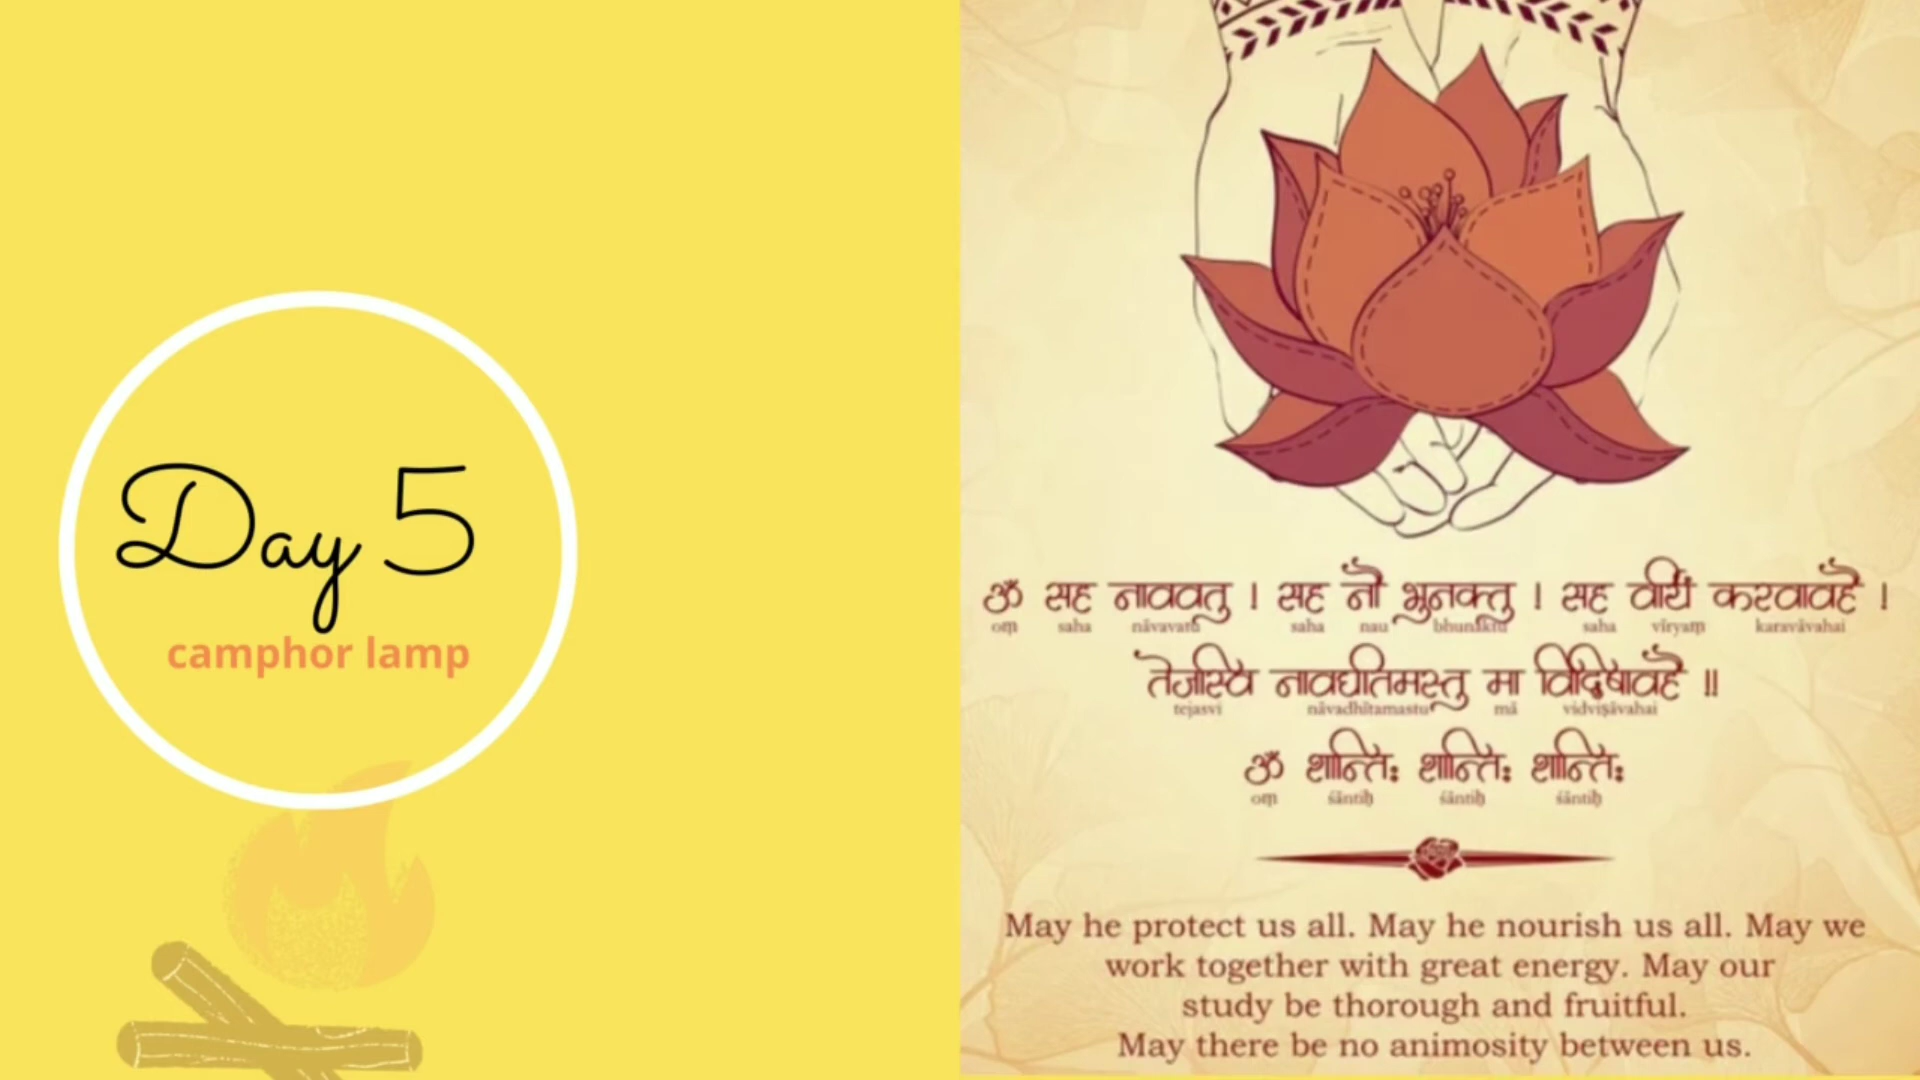 Day 5
camphor lamp
ॐ सह नाववतु । सह नौ भुनक्तु । सह वीर्यं करवावहै ।
oṃ saha nāvavatu saha nau bhunaktu saha vīryaṃ karavāvahai
तेजस्वि नावधीतमस्तु मा विद्विषावहै ॥
tejasvi nāvadhītamastu mā vidviṣāvahai
ॐ शान्तिः शान्तिः शान्तिः
oṃ śāntiḥ śāntiḥ śāntiḥ
May he protect us all. May he nourish us all. May we
work together with great energy. May our
study be thorough and fruitful.
May there be no animosity between us.